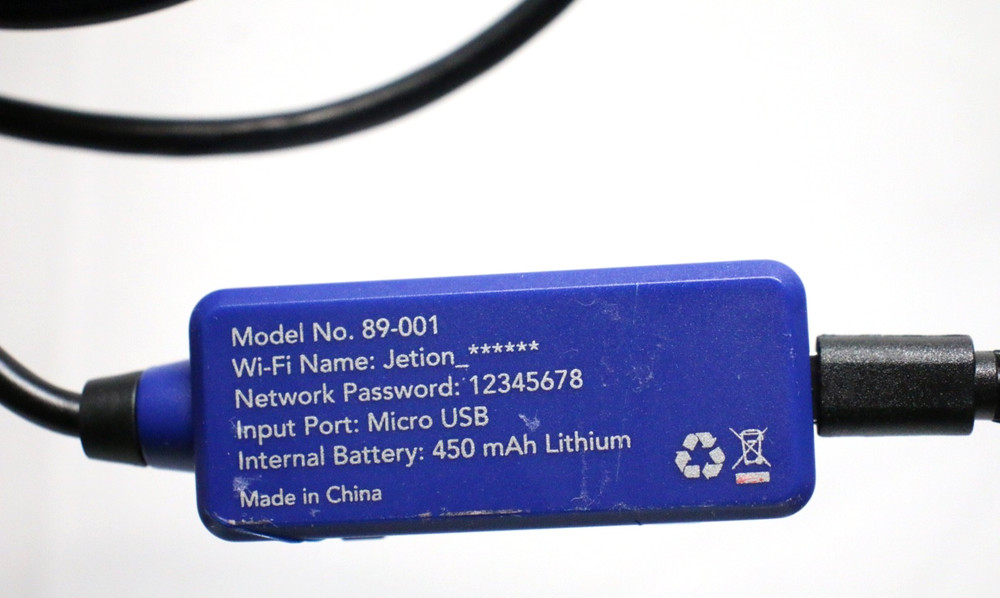 Model No. 89-001
Wi-Fi Name: Jetion_******
Network Password: 12345678
Input Port: Micro USB
Internal Battery: 450 mAh Lithium
Made in China